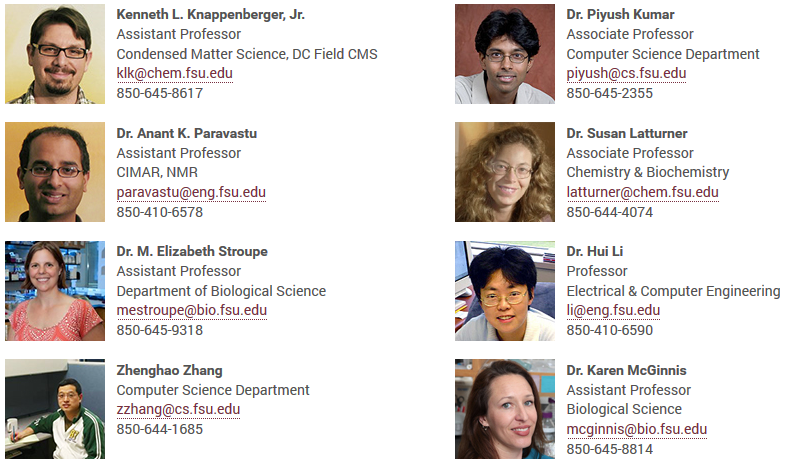 Kenneth L. Knappenberger, Jr.
Assistant Professor
Condensed Matter Science, DC Field CMS
klk@chem.fsu.edu
850-645-8617
Dr. Anant K. Paravastu
Assistant Professor
CIMAR, NMR
paravastu@eng.fsu.edu
850-410-6578
Dr. M. Elizabeth Stroupe
Assistant Professor
Department of Biological Science
mestroupe@bio.fsu.edu
850-645-9318
Zhenghao Zhang
Computer Science Department
zzhang@cs.fsu.edu
850-644-1685
Dr. Piyush Kumar
Associate Professor
Computer Science Department
piyush@cs.fsu.edu
850-645-2355
Dr. Susan Latturner
Associate Professor
Chemistry & Biochemistry
latturner@chem.fsu.edu
850-644-4074
Dr. Hui Li
Professor
Electrical & Computer Engineering
li@eng.fsu.edu
850-410-6590
Dr. Karen McGinnis
Assistant Professor
Biological Science
mcginnis@bio.fsu.edu
850-645-8814